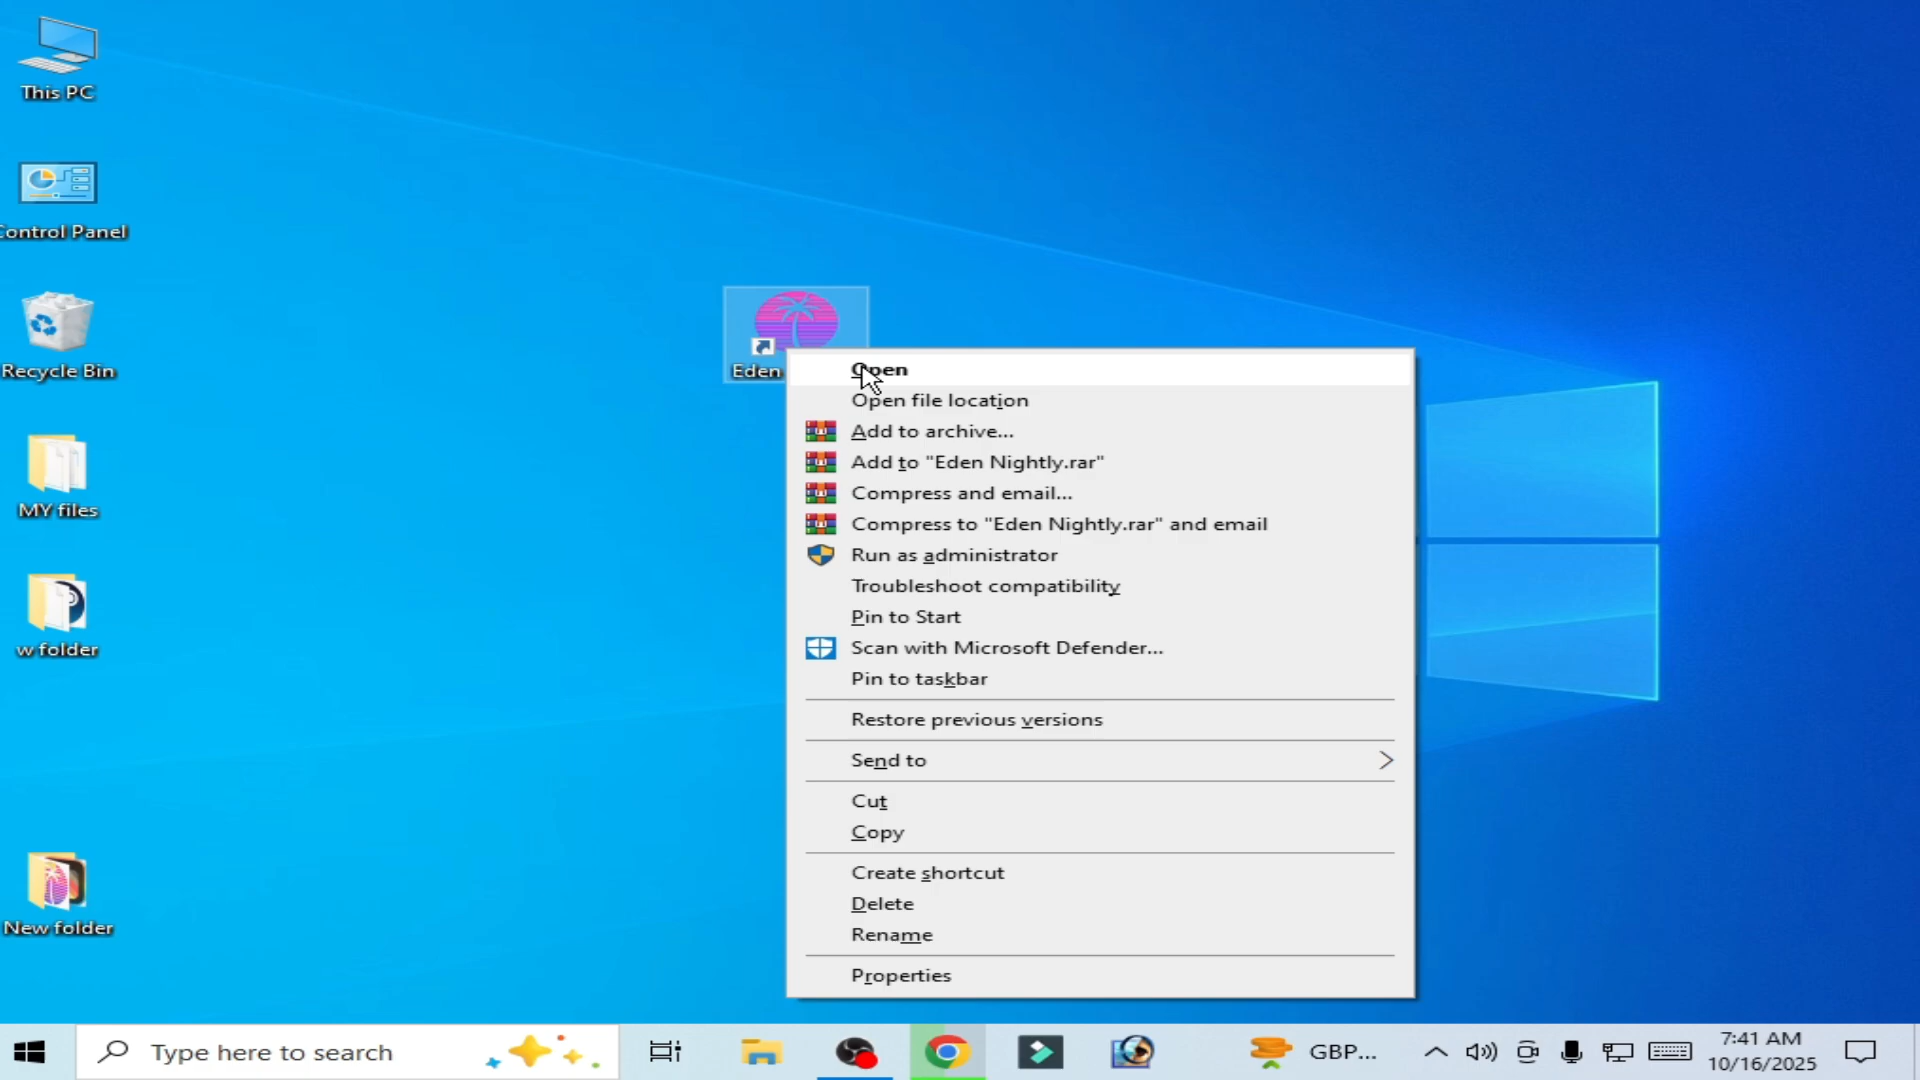 This PC
Control Panel
Recycle Bin
MY files
w folder
New folder
Eden
Open
Open file location
Add to archive...
Add to "Eden Nightly.rar"
Compress and email...
Compress to "Eden Nightly.rar" and email
Run as administrator
Troubleshoot compatibility
Pin to Start
Scan with Microsoft Defender...
Pin to taskbar
Restore previous versions
Send to
Cut
Copy
Create shortcut
Delete
Rename
Properties
Type here to search
GBP...
7:41 AM
10/16/2025